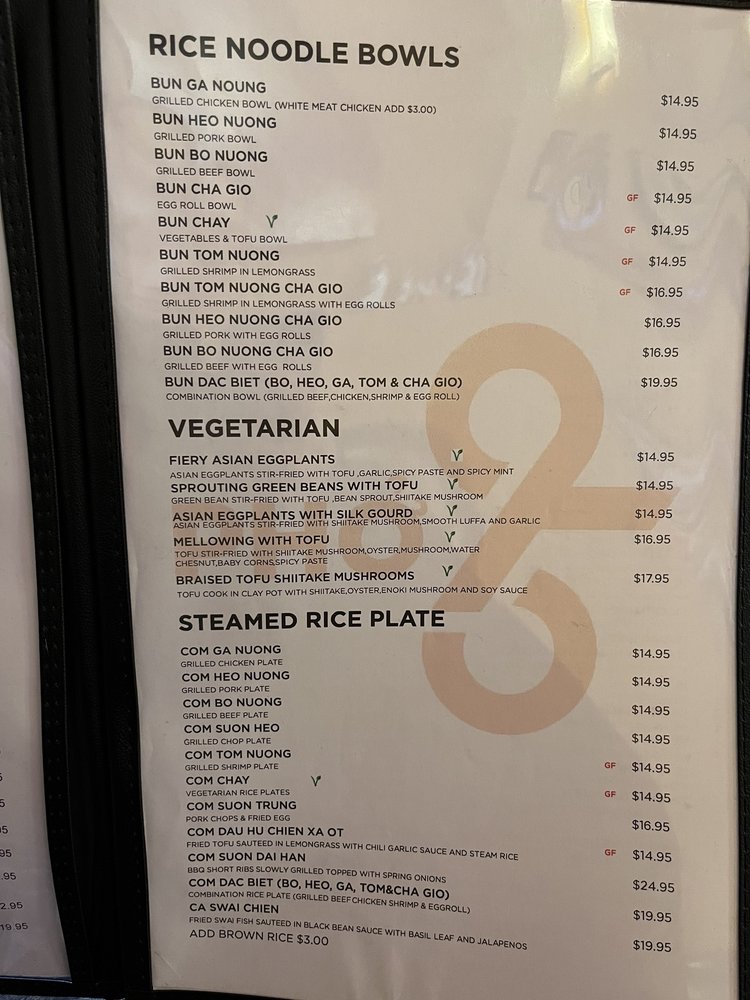 RICE NOODLE BOWLS
BUN GA NOUNG
GRILLED CHICKEN BOWL (WHITE MEAT CHICKEN ADD $3.00) $14.95
BUN HEO NUONG
GRILLED PORK BOWL $14.95
BUN BO NUONG
GRILLED BEEF BOWL $14.95
BUN CHA GIO GF $14.95
EGG ROLL BOWL
BUN CHAY GF $14.95
VEGETABLES & TOFU BOWL
BUN TOM NUONG GF $14.95
GRILLED SHRIMP IN LEMONGRASS
BUN TOM NUONG CHA GIO GF $16.95
GRILLED SHRIMP IN LEMONGRASS WITH EGG ROLLS
BUN HEO NUONG CHA GIO $16.95
GRILLED PORK WITH EGG ROLLS
BUN BO NUONG CHA GIO $16.95
GRILLED BEEF WITH EGG ROLLS
BUN DAC BIET (BO, HEO, GA, TOM & CHA GIO) $19.95
COMBINATION BOWL (GRILLED BEEF,CHICKEN,SHRIMP & EGG ROLL)
VEGETARIAN
FIERY ASIAN EGGPLANTS $14.95
ASIAN EGGPLANTS STIR-FRIED WITH TOFU ,GARLIC,SPICY PASTE AND SPICY MINT
SPROUTING GREEN BEANS WITH TOFU $14.95
GREEN BEAN STIR-FRIED WITH TOFU ,BEAN SPROUT,SHIITAKE MUSHROOM
ASIAN EGGPLANTS WITH SILK GOURD $14.95
ASIAN EGGPLANTS STIR-FRIED WITH SHIITAKE MUSHROOM,SMOOTH LUFFA AND GARLIC
MELLOWING WITH TOFU $16.95
TOFU STIR-FRIED WITH SHIITAKE MUSHROOM,OYSTER,MUSHROOM,WATER
CHESNUT,BABY CORNS,SPICY PASTE
BRAISED TOFU SHIITAKE MUSHROOMS $17.95
TOFU COOK IN CLAY POT WITH SHIITAKE,OYSTER,ENOKI MUSHROOM AND SOY SAUCE
STEAMED RICE PLATE
COM GA NUONG $14.95
GRILLED CHICKEN PLATE
COM HEO NUONG $14.95
GRILLED PORK PLATE
COM BO NUONG $14.95
GRILLED BEEF PLATE
COM SUON HEO $14.95
GRILLED CHOP PLATE
COM TOM NUONG GF $14.95
GRILLED SHRIMP PLATE
COM CHAY GF $14.95
VEGETARIAN RICE PLATES
COM SUON TRUNG $16.95
PORK CHOPS & FRIED EGG
COM DAU HU CHIEN XA OT GF $14.95
FRIED TOFU SAUTEED IN LEMONGRASS WITH CHILI GARLIC SAUCE AND STEAM RICE
COM SUON DAI HAN $24.95
BBQ SHORT RIBS SLOWLY GRILLED TOPPED WITH SPRING ONIONS
COM DAC BIET (BO, HEO, GA, TOM&CHA GIO) $19.95
COMBINATION RICE PLATE (GRILLED BEEF CHICKEN SHRIMP & EGGROLL)
CA SWAI CHIEN $19.95
FRIED SWAI FISH SAUTEED IN BLACK BEAN SAUCE WITH BASIL LEAF AND JALAPENOS
ADD BROWN RICE $3.00